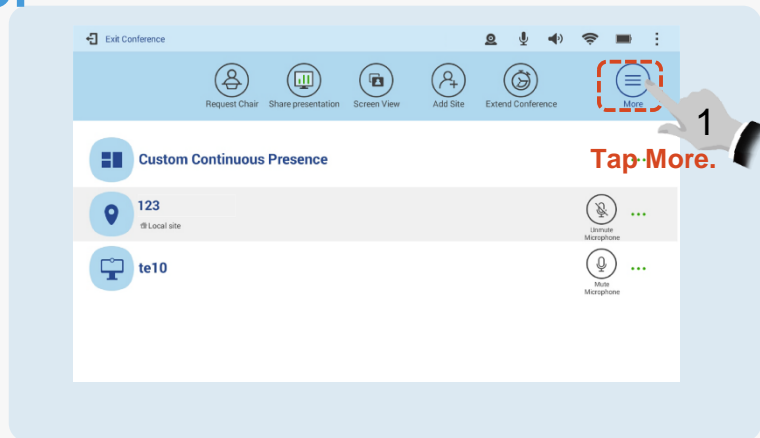 Exit Conference
Request Chair
Share presentation
Screen View
Add Site
Extend Conference
More
1
Tap More.
Custom Continuous Presence
123
Local site
Unmute
Microphone
te10
Mute
Microphone